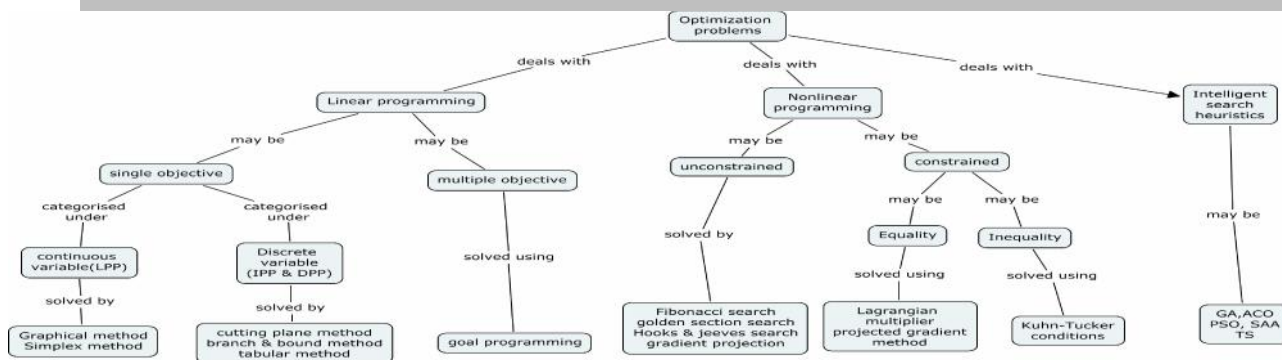 Optimization
problems
deals with
deals with
deals with
Linear programming
Nonlinear
programming
Intelligent
search
heuristics
may be
may be
may be
may be
single objective
multiple objective
unconstrained
constrained
categorised
under
categorised
under
may be
may be
may be
solved by
Equality
Inequality
continuous
variable(LPP)
Discrete
variable
(IPP & DPP)
solved using
solved using
solved using
solved by
solved by
Graphical method
Simplex method
cutting plane method
branch & bound method
tabular method
goal programming
Fibonacci search
golden section search
Hooks & jeeves search
gradient projection
Lagrangian
multiplier
projected gradient
method
Kuhn-Tucker
conditions
GA,ACO
PSO, SAA
TS